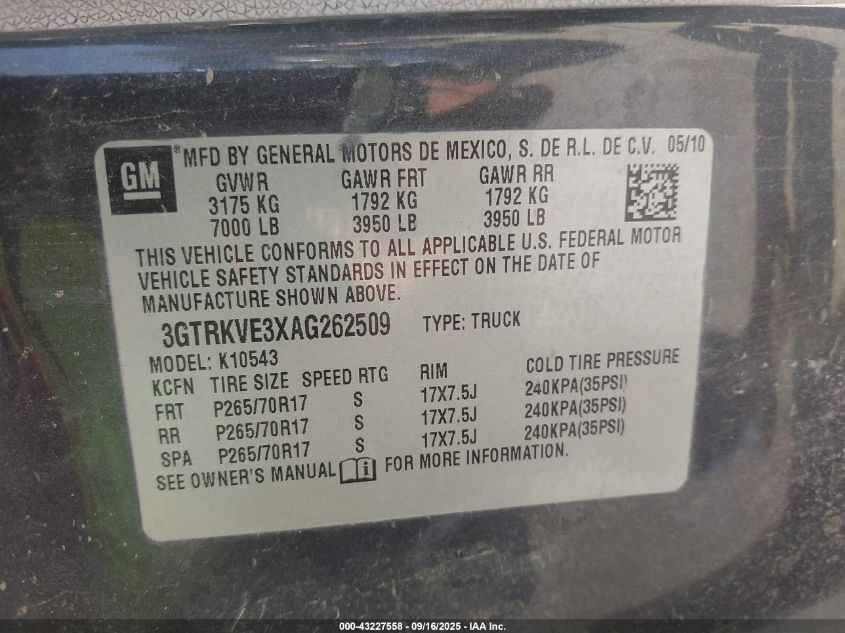 GM ® MFD BY GENERAL MOTORS DE MEXICO, S. DE R.L. DE C.V. 05/10
GVWR GAWR FRT GAWR RR
3175 KG 1792 KG 1792 KG
7000 LB 3950 LB 3950 LB
THIS VEHICLE CONFORMS TO ALL APPLICABLE U.S. FEDERAL MOTOR
VEHICLE SAFETY STANDARDS IN EFFECT ON THE DATE OF
MANUFACTURE SHOWN ABOVE.
3GTRKVE3XAG262509 TYPE: TRUCK
MODEL: K10543
KCFN TIRE SIZE SPEED RTG RIM COLD TIRE PRESSURE
FRT P265/70R17 S 17X7.5J 240KPA(35PSI)
RR P265/70R17 S 17X7.5J 240KPA(35PSI)
SPA P265/70R17 S 17X7.5J 240KPA(35PSI)
SEE OWNER'S MANUAL i FOR MORE INFORMATION.
000-43227558 - 09/16/2025 - IAA Inc.